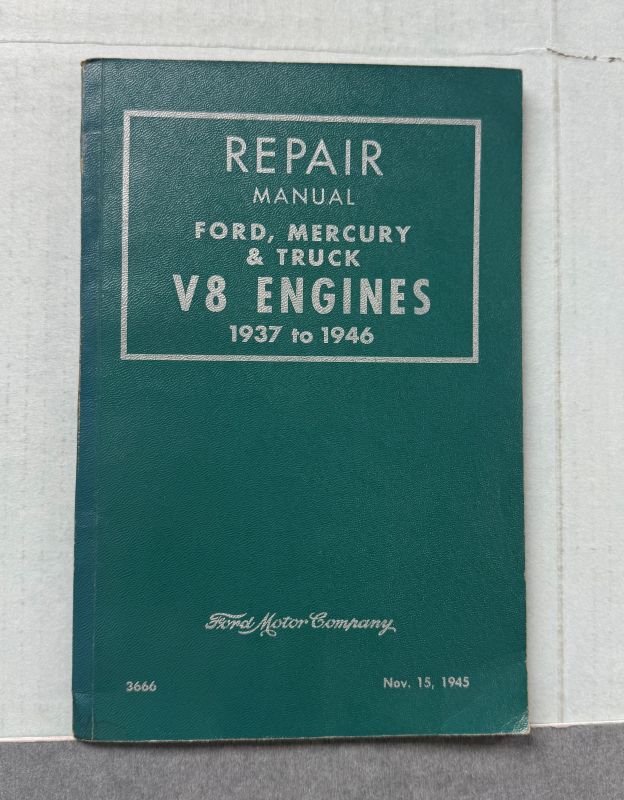 REPAIR
MANUAL
FORD, MERCURY
& TRUCK
V8 ENGINES
1937 to 1946
Ford Motor Company
3666
Nov. 15, 1945